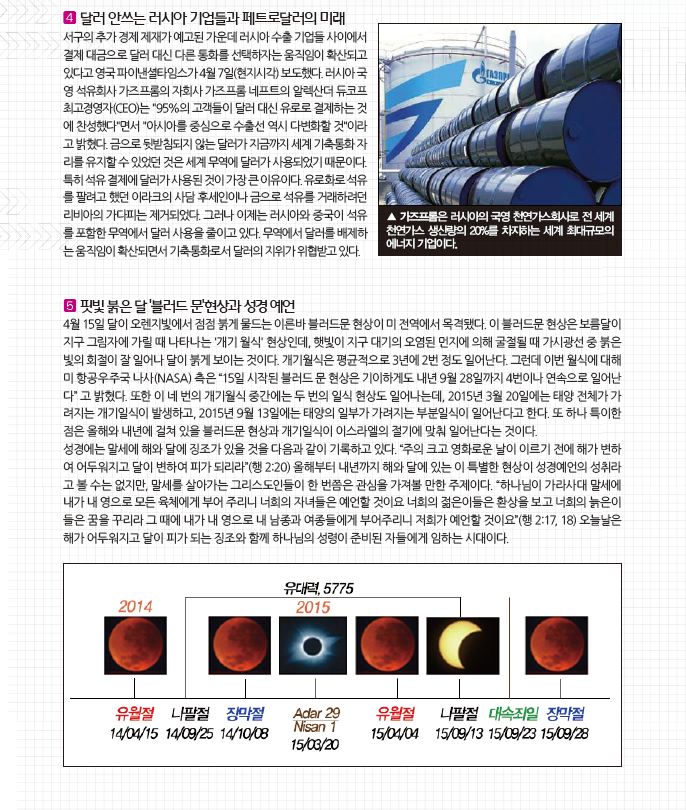 4 달러 안쓰는 러시아 기업들과 페트로달러의 미래
서구의 추가 경제 제재가 예고된 가운데 러시아 수출 기업들 사이에서
결제 대금으로 달러 대신 다른 통화를 선택하자는 움직임이 확산되고
있다고 영국 파이낸셜타임스가 4월 7일(현지시각) 보도했다. 러시아 국
영 석유회사 가즈프롬의 자회사 가즈프롬 네프트의 알렉산더 듀코프
최고경영자(CEO)는 "95%의 고객들이 달러 대신 유로로 결제하는 것
에 찬성했다"면서 "아시아를 중심으로 수출선 역시 다변화할 것"이라
고 밝혔다. 금으로 뒷받침되지 않는 달러가 지금까지 세계 기축통화 자
리를 유지할 수 있었던 것은 세계 무역에 달러가 사용되었기 때문이다.
특히 석유 결제에 달러가 사용된 것이 가장 큰 이유이다. 유로화로 석유
를 팔려고 했던 이라크의 사담 후세인이나 금으로 석유를 거래하려던
리비아의 가다피는 제거되었다. 그러나 이제는 러시아와 중국이 석유
를 포함한 무역에서 달러 사용을 줄이고 있다. 무역에서 달러를 배제하
는 움직임이 확산되면서 기축통화로서 달러의 지위가 위협받고 있다.
ГАЗПРОМ
▲ 가즈프롬은 러시아의 국영 천연가스회사로 전 세계
천연가스 생산량의 20%를 차지하는 세계 최대규모의
에너지 기업이다.
5 핏빛 붉은 달 '블러드 문'현상과 성경 예언
4월 15일 달이 오렌지빛에서 점점 붉게 물드는 이른바 블러드문 현상이 미 전역에서 목격됐다. 이 블러드문 현상은 보름달이
지구 그림자에 가릴 때 나타나는 '개기 월식' 현상인데, 햇빛이 지구 대기의 오염된 먼지에 의해 굴절될 때 가시광선 중 붉은
빛의 회절이 잘 일어나 달이 붉게 보이는 것이다. 개기월식은 평균적으로 3년에 2번 정도 일어난다. 그런데 이번 월식에 대해
미 항공우주국 나사(NASA) 측은 "15일 시작된 블러드 문 현상은 기이하게도 내년 9월 28일까지 4번이나 연속으로 일어난
다" 고 밝혔다. 또한 이 네 번의 개기월식 중간에는 두 번의 일식 현상도 일어나는데, 2015년 3월 20일에는 태양 전체가 가
려지는 개기일식이 발생하고, 2015년 9월 13일에는 태양의 일부가 가려지는 부분일식이 일어난다고 한다. 또 하나 특이한
점은 올해와 내년에 걸쳐 있을 블러드문 현상과 개기일식이 이스라엘의 절기에 맞춰 일어난다는 것이다.
성경에는 말세에 해와 달에 징조가 있을 것을 다음과 같이 기록하고 있다. "주의 크고 영화로운 날이 이르기 전에 해가 변하
여 어두워지고 달이 변하여 피가 되리라"(행 2:20) 올해부터 내년까지 해와 달에 있는 이 특별한 현상이 성경예언의 성취라
고 볼 수는 없지만, 말세를 살아가는 그리스도인들이 한 번쯤은 관심을 가져볼 만한 주제이다. "하나님이 가라사대 말세에
내가 내 영으로 모든 육체에게 부어 주리니 너희의 자녀들은 예언할 것이요 너희의 젊은이들은 환상을 보고 너희의 늙은이
들은 꿈을 꾸리라 그 때에 내가 내 영으로 내 남종과 여종들에게 부어주리니 저희가 예언할 것이요"(행 2:17, 18) 오늘날은
해가 어두워지고 달이 피가 되는 징조와 함께 하나님의 성령이 준비된 자들에게 임하는 시대이다.
유대력, 5775
2014 2015
유월절 나팔절 장막절 Adar 29 유월절 나팔절 대속죄일 장막절
Nisan 1
14/04/15 14/09/25 14/10/08 15/03/20 15/04/04 15/09/13 15/09/23 15/09/28